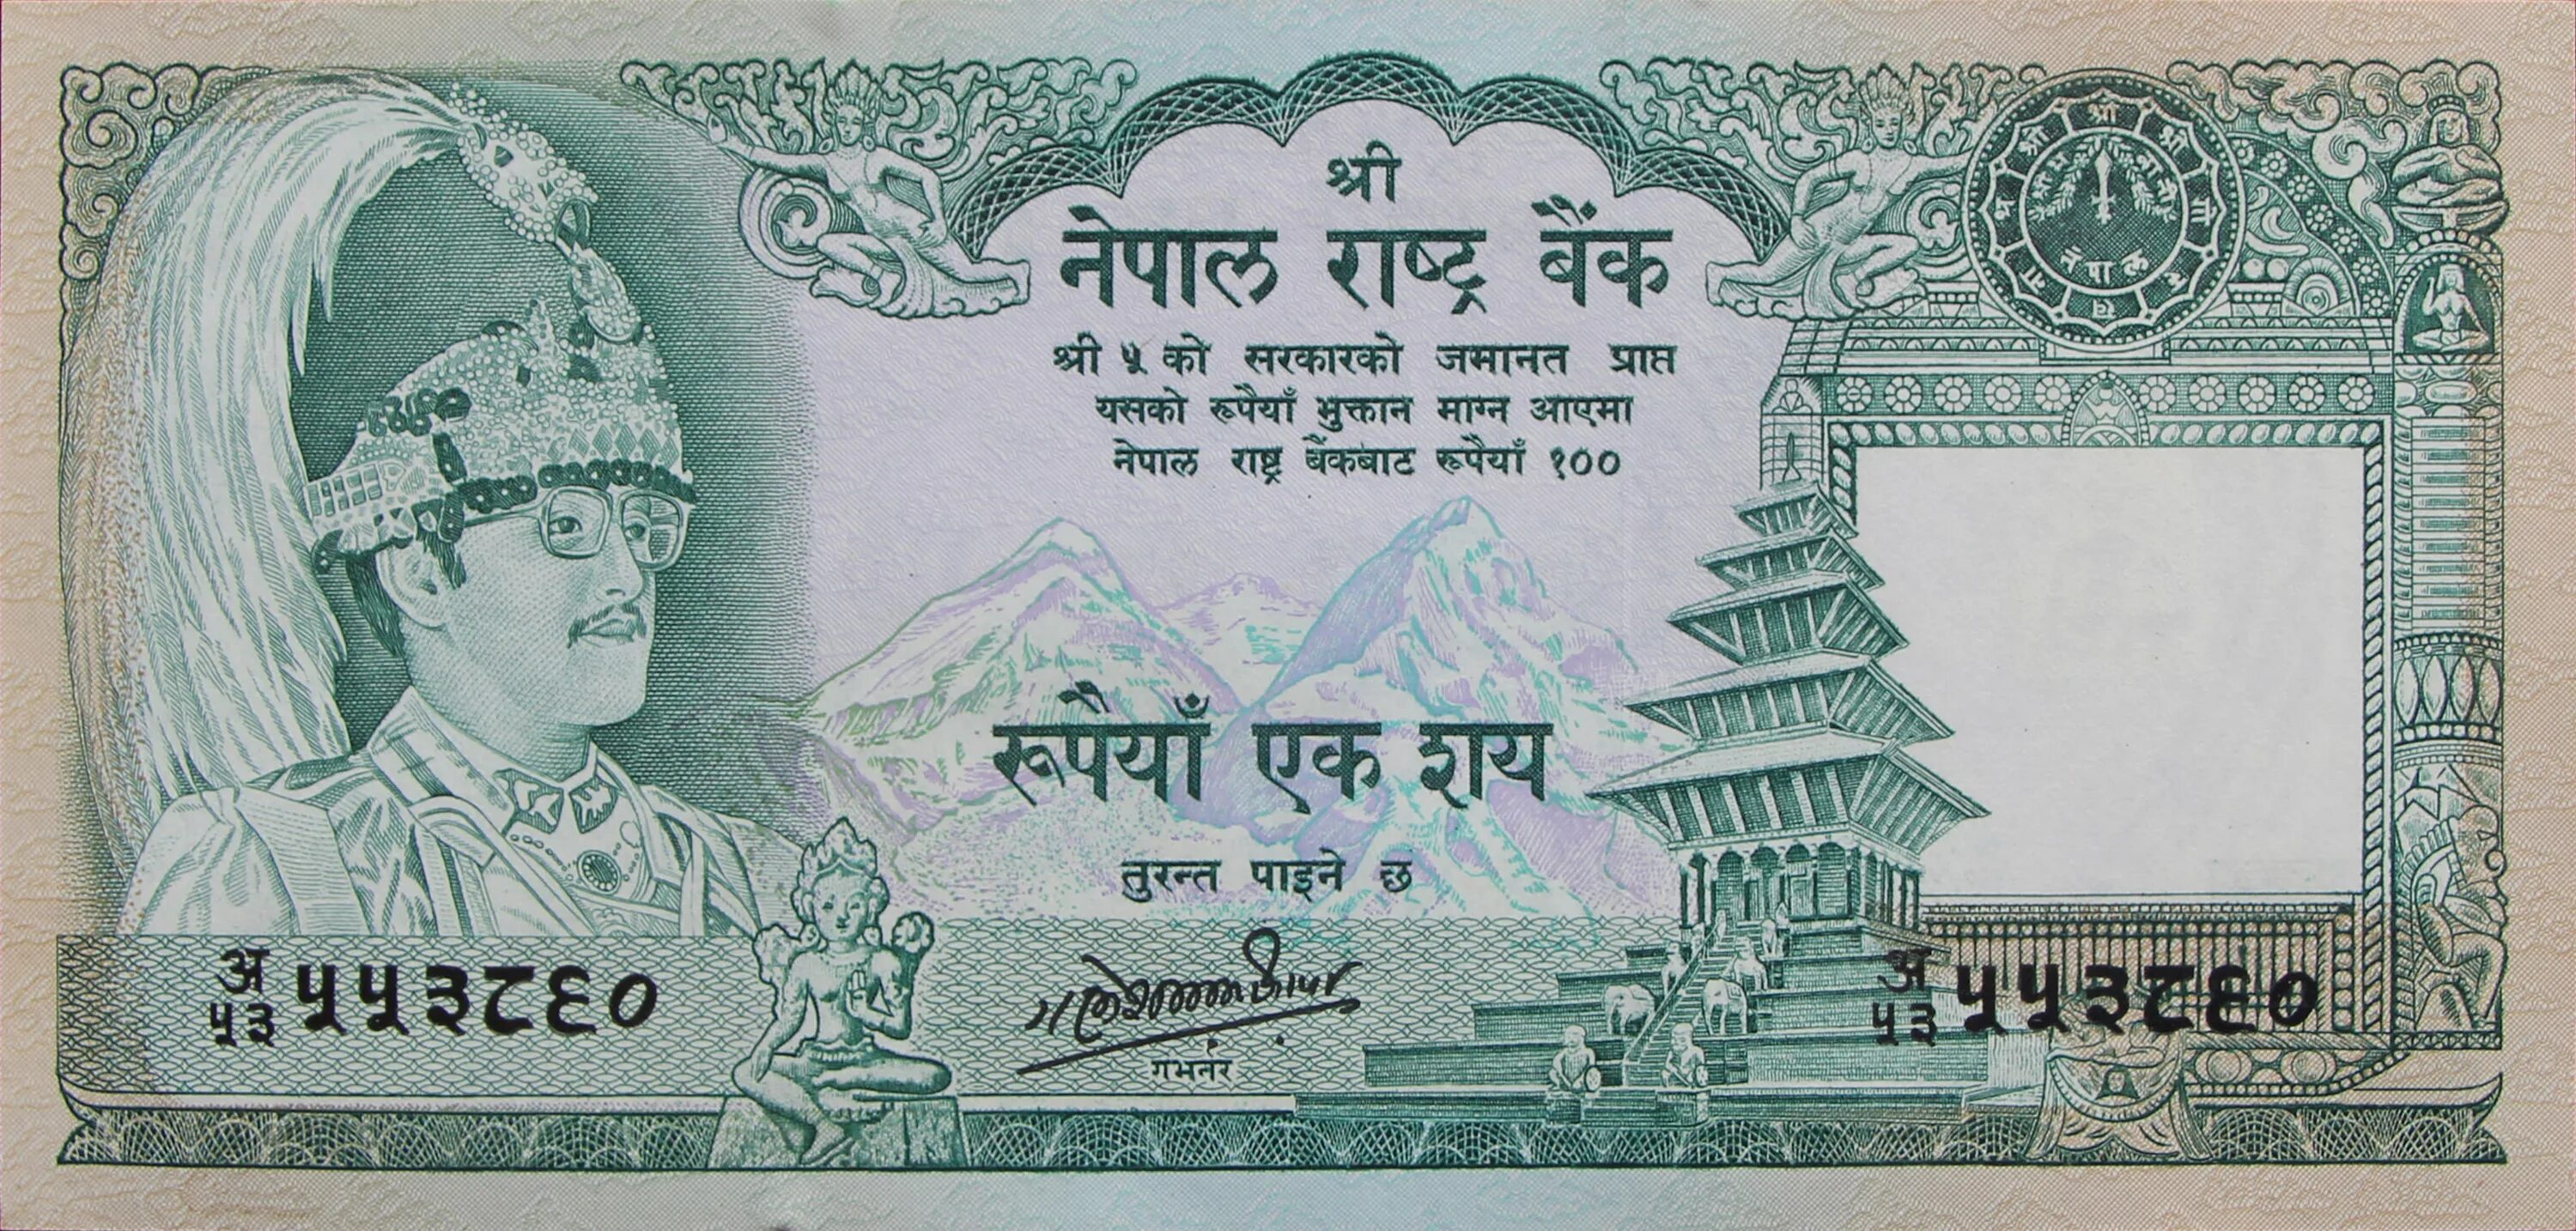 श्री
नेपाल राष्ट्र बैंक
श्री ५ को सरकारको जमानत प्राप्त
यसको रूपैयाँ भुक्तान माग्न आएमा
नेपाल राष्ट्र बैंकबाट रूपैयाँ १००
रूपैयाँ एक शय
तुरन्त पाइने छ
गभर्नर
अ
५३ ५५३८६०
अ
५३ ५५३८६०
नेपाल